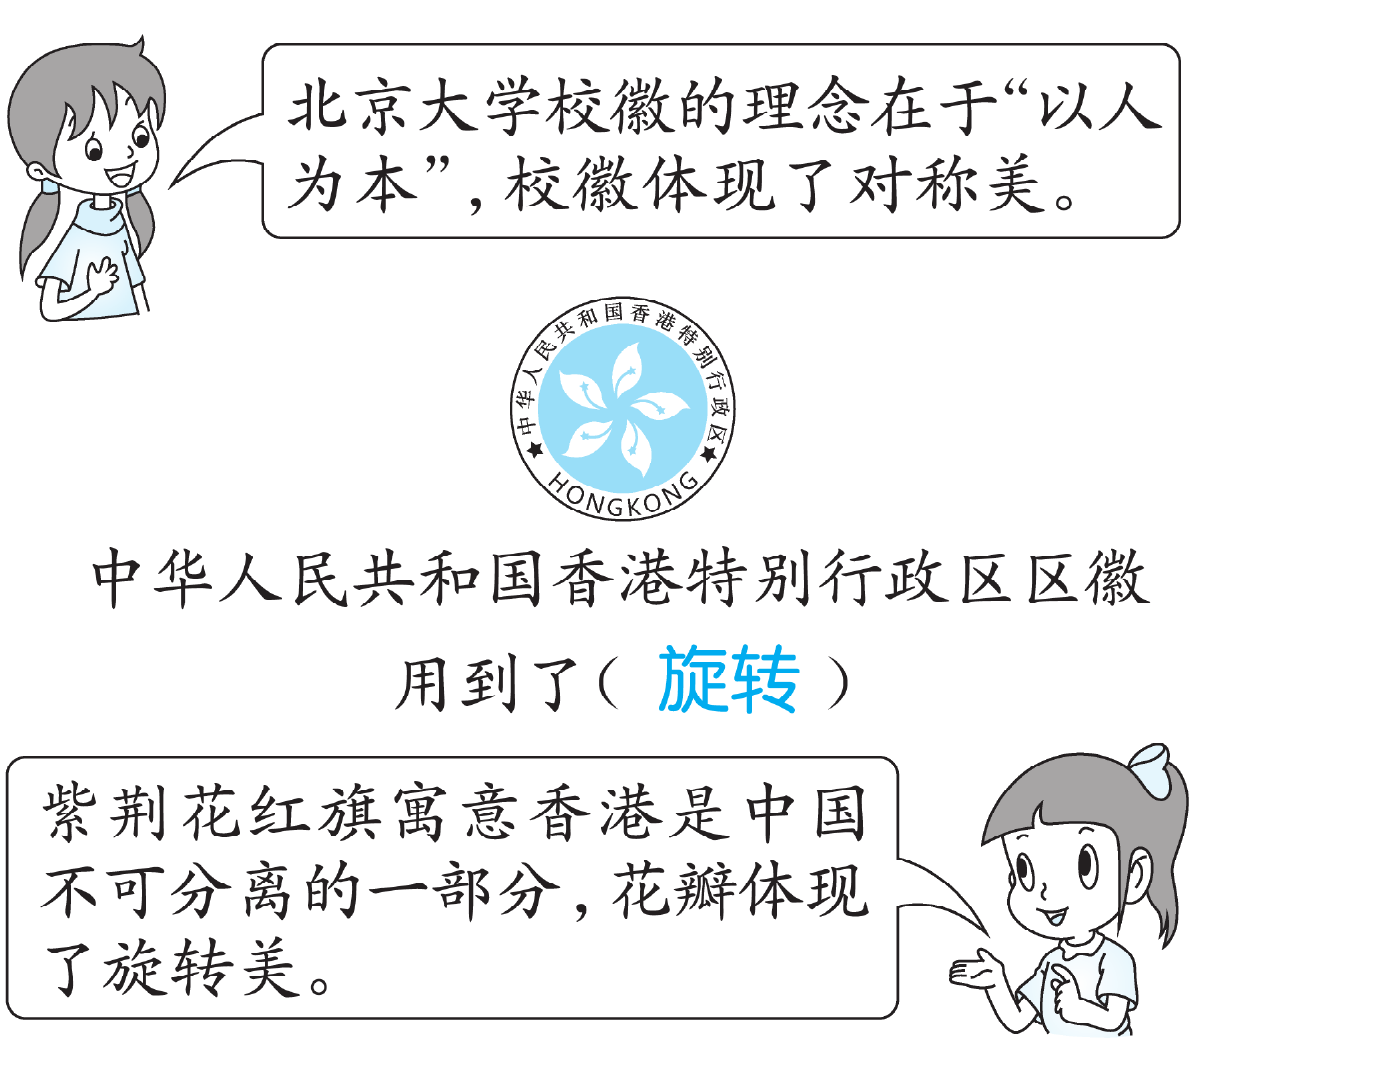 北京大学校徽的理念在于“以人
为本”,校徽体现了对称美。
中华人民共和国香港特别行政区
HONGKONG
中华人民共和国香港特别行政区区徽
用到了( 旋转 )
紫荆花红旗寓意香港是中国
不可分离的一部分,花瓣体现
了旋转美。